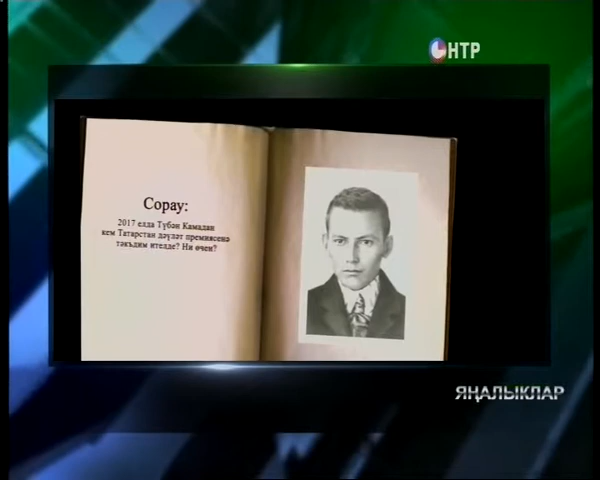 НТР
Сорау:
2017 елда Түбән Камадан
кем Татарстан дәүләт премиясенә
тәкъдим ителде? Ни өчен?
ЯҢАЛЫКЛАР